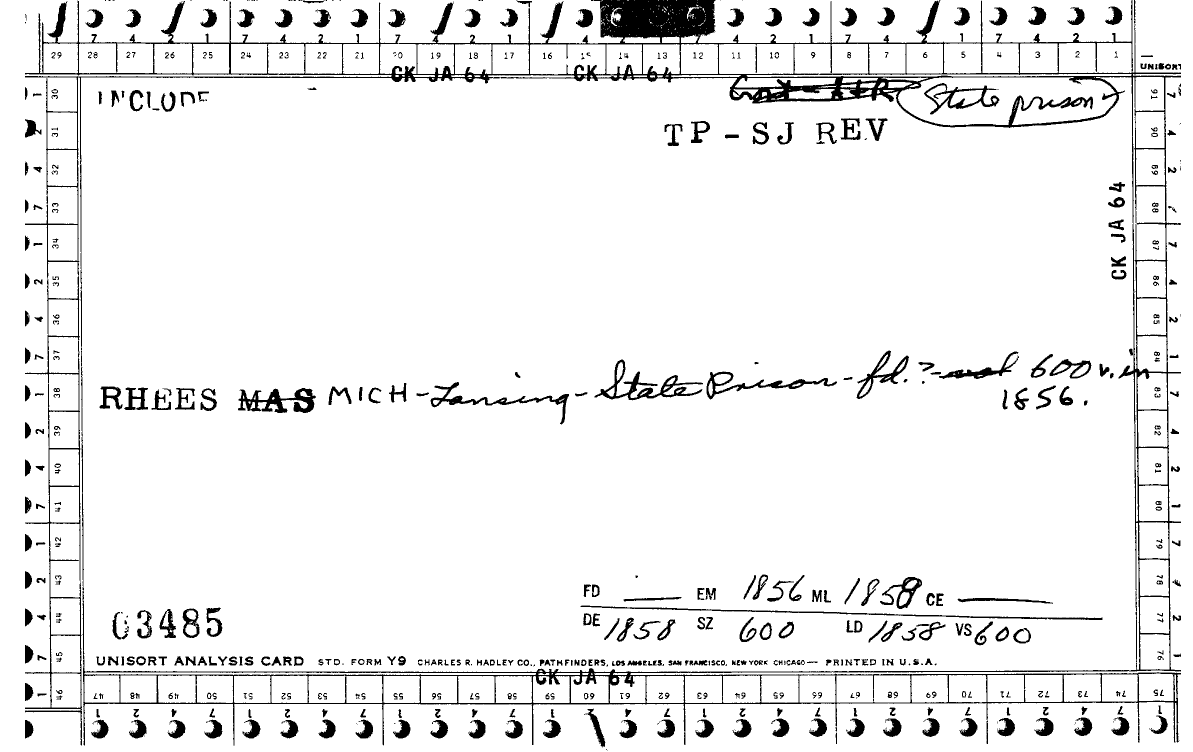 7 4 2 1 7 4 2 1 7 4 2 1 7 4 7 4 2 1 7 4 2 1 7 4 2 1
29 28 27 26 25 24 23 22 21 20 19 18 17 16 15 14 13 12 11 10 9 8 7 6 5 4 3 2 1
UNISORT
CK JA 64 CK JA 64
INCLUDE
State prison
TP - SJ REV
CK JA 64
RHEES MAS MICH - Lansing - State Prison - fd. ? 600 v. in
1856.
FD — EM 1856 ML 1858 CE —
DE 1858 SZ 600 LD 1858 VS 600
03485
UNISORT ANALYSIS CARD STD. FORM Y9 CHARLES R. HADLEY CO., PATHFINDERS, LOS ANGELES, SAN FRANCISCO, NEW YORK CHICAGO — PRINTED IN U.S.A.
CK JA 64
30 31 32 33 34 35 36 37 38 39 40 41 42 43 44 45 46
91 90 89 88 87 86 85 84 83 82 81 80 79 78 77 76
47 48 49 50 51 52 53 54 55 56 57 58 59 60 61 62 63 64 65 66 67 68 69 70 71 72 73 74 75